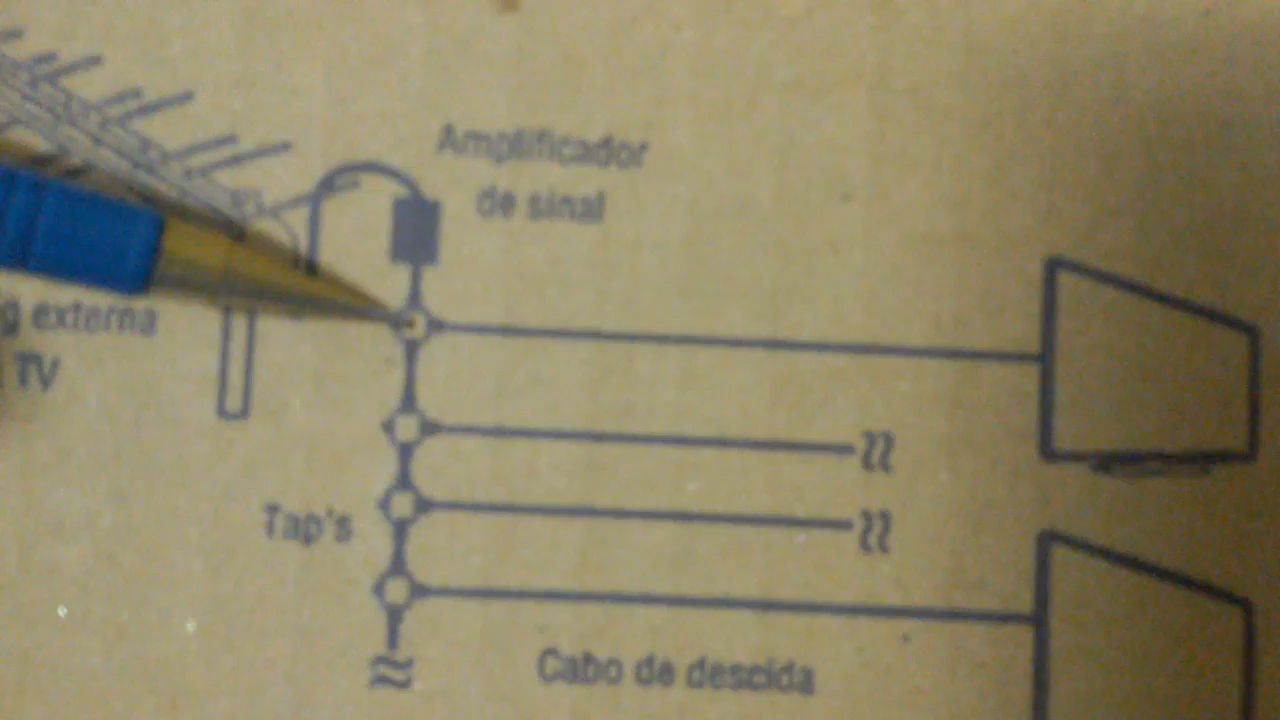 Amplificador
de sinal
g externa
TV
Tap's
Cabo de descida